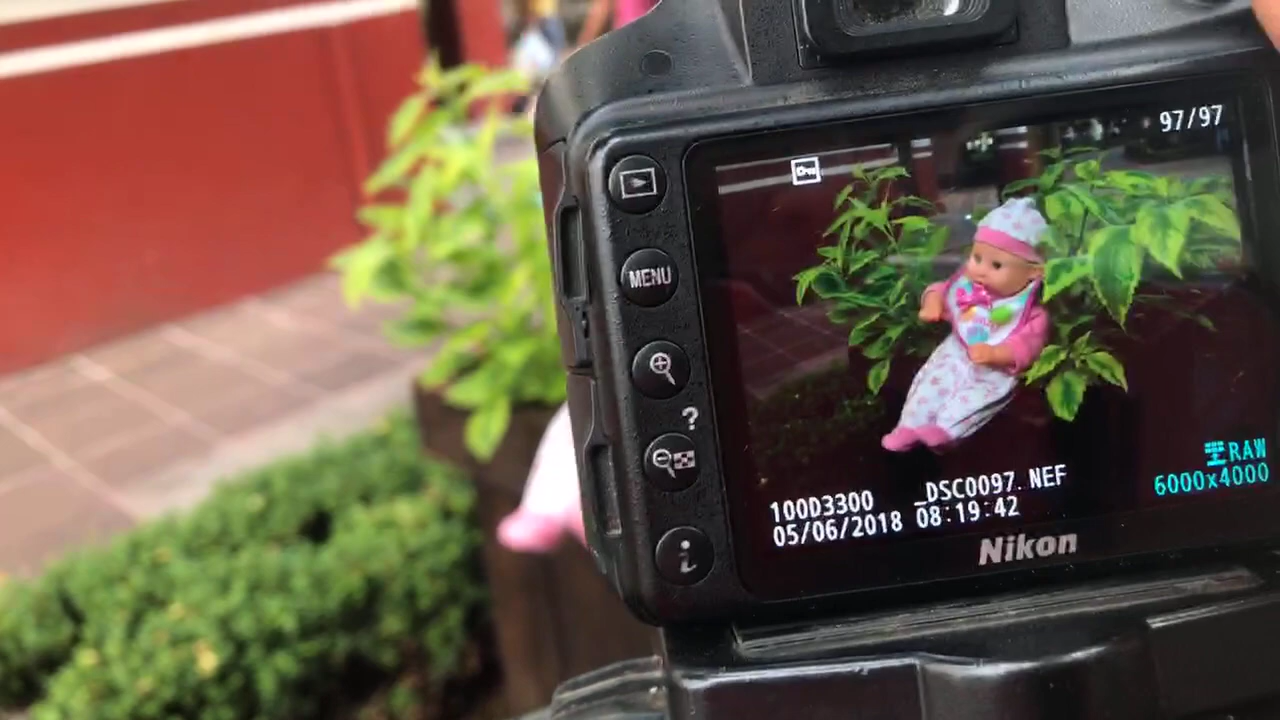 97/97
MENU
?
i
RAW
6000x4000
100D3300 _DSC0097.NEF
05/06/2018 08:19:42
Nikon